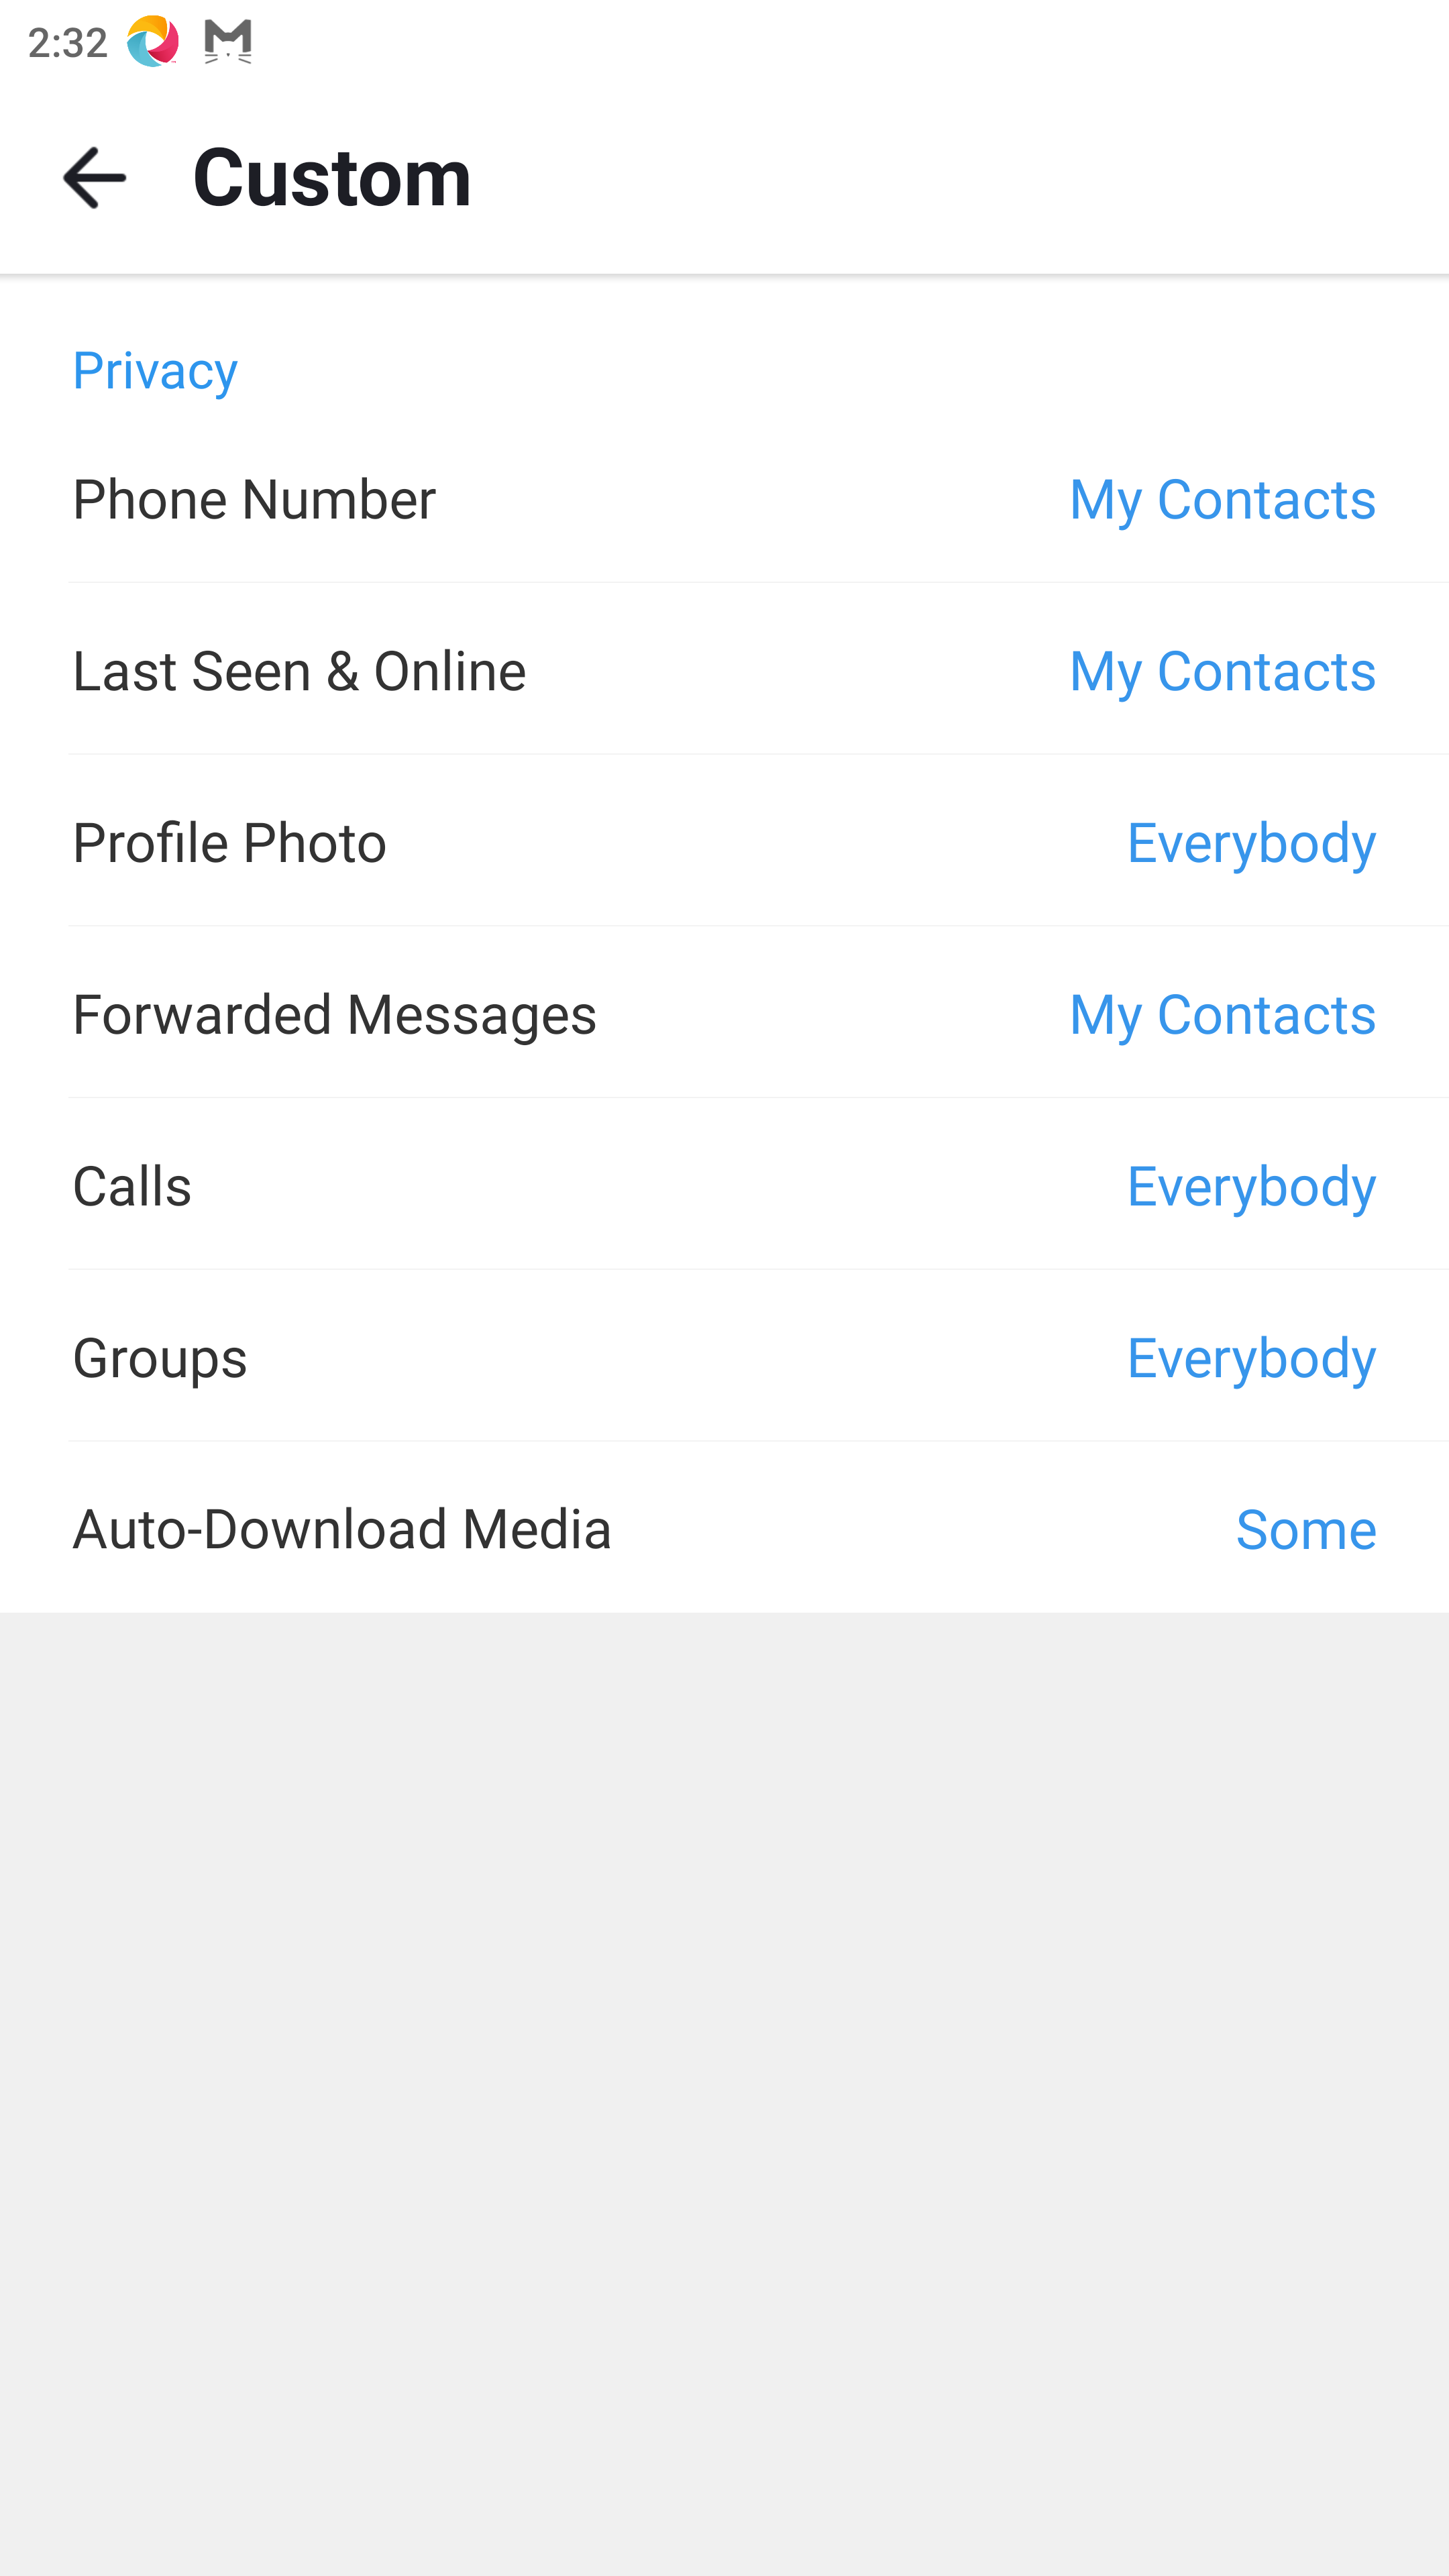 2:32
Custom
Privacy
Phone Number My Contacts
Last Seen & Online My Contacts
Profile Photo Everybody
Forwarded Messages My Contacts
Calls Everybody
Groups Everybody
Auto-Download Media Some